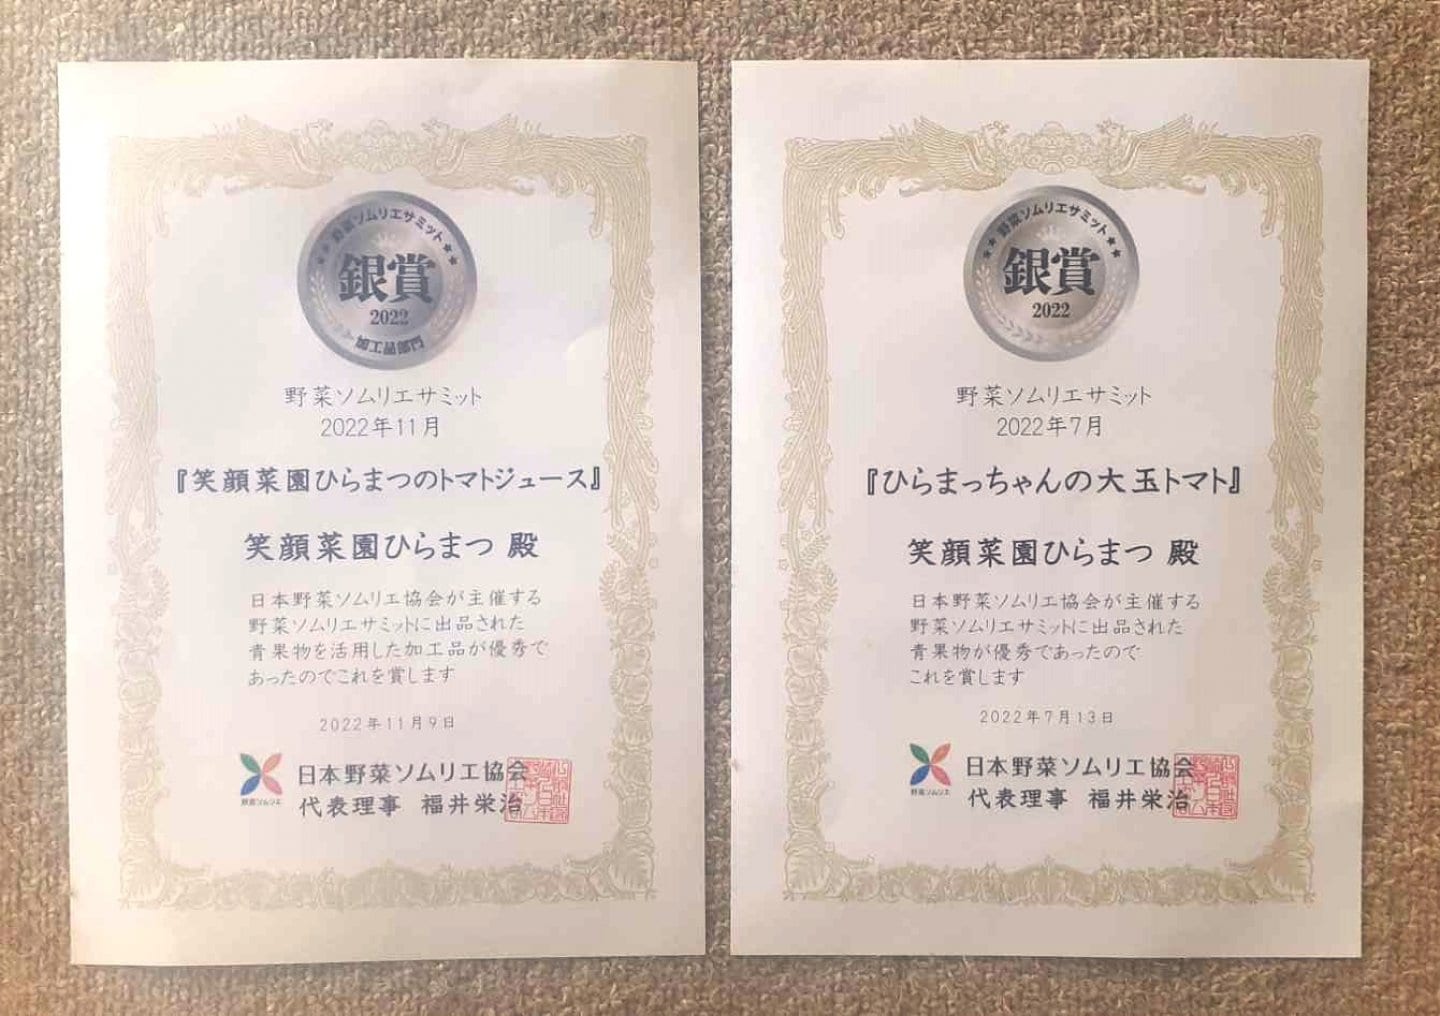 ★★野菜ソムリエサミット★★
銀賞
2022
加工品部門
野菜ソムリエサミット
2022年11月
『笑顔菜園ひらまつのトマトジュース』
笑顔菜園ひらまつ 殿
日本野菜ソムリエ協会が主催する
野菜ソムリエサミットに出品された
青果物を活用した加工品が優秀で
あったのでこれを賞します
2022年11月9日
野菜ソムリエ
日本野菜ソムリエ協会
代表理事 福井栄治
★★野菜ソムリエサミット★★
銀賞
2022
野菜ソムリエサミット
2022年7月
『ひらまっちゃんの大玉トマト』
笑顔菜園ひらまつ 殿
日本野菜ソムリエ協会が主催する
野菜ソムリエサミットに出品された
青果物が優秀であったので
これを賞します
2022年7月13日
野菜ソムリエ
日本野菜ソムリエ協会
代表理事 福井栄治